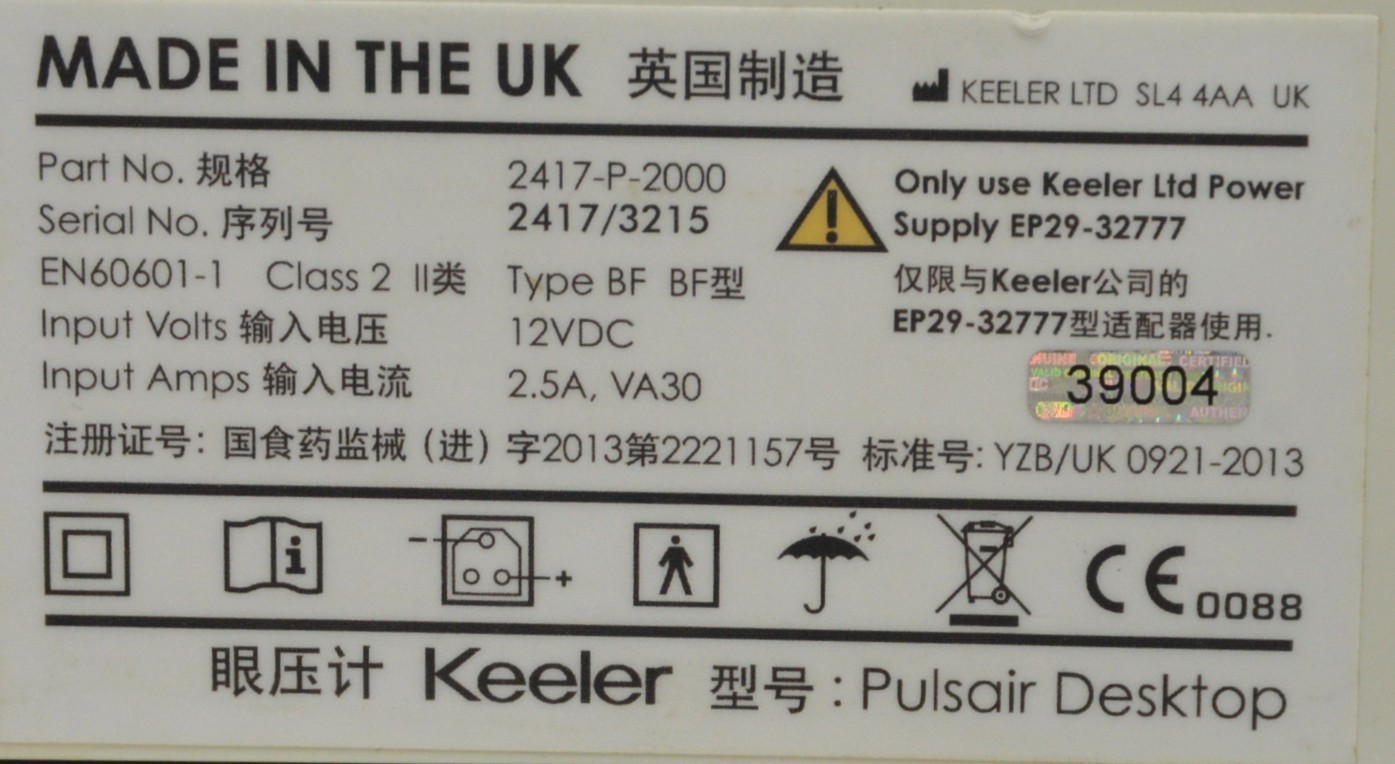 MADE IN THE UK 英国制造 KEELER LTD SL4 4AA UK
Part No. 规格 2417-P-2000
Serial No. 序列号 2417/3215
EN60601-1 Class 2 II类 Type BF BF型
Input Volts 输入电压 12VDC
Input Amps 输入电流 2.5A, VA30
Only use Keeler Ltd Power
Supply EP29-32777
仅限与Keeler公司的
EP29-32777型适配器使用.
ORIGINAL CERTIFIED
39004
注册证号: 国食药监械 (进) 字2013第2221157号 标准号: YZB/UK 0921-2013
i
- +
CE 0088
眼压计 Keeler 型号 : Pulsair Desktop